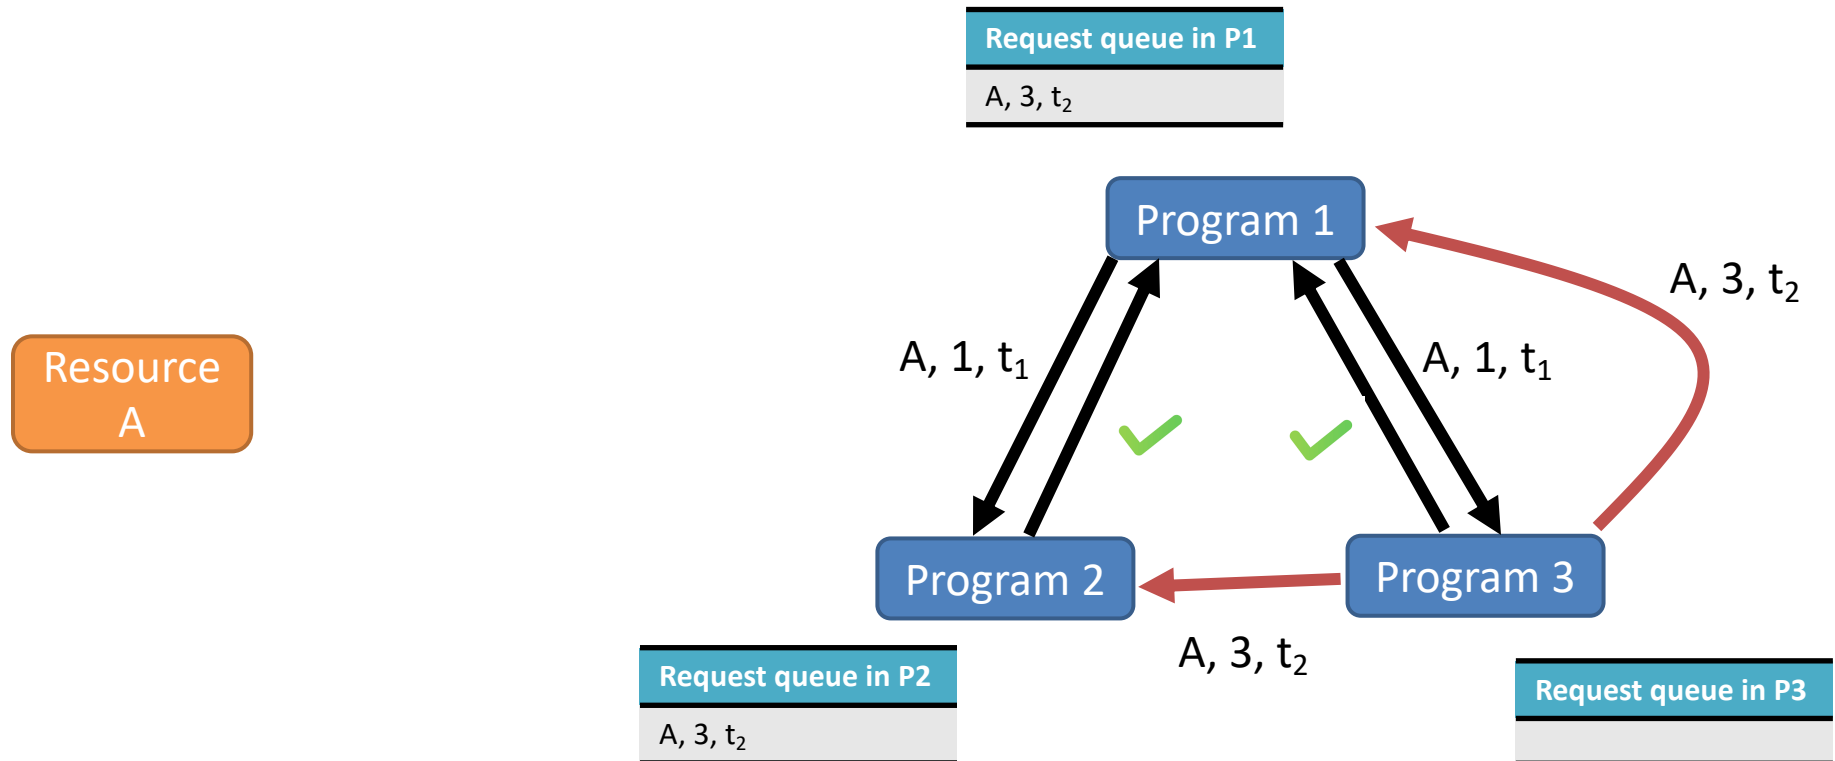 Request queue in P1
A, 3, t₂
Program 1
A, 3, t₂
Resource
A
A, 1, t₁
A, 1, t₁
Program 2
Program 3
A, 3, t₂
Request queue in P2
A, 3, t₂
Request queue in P3